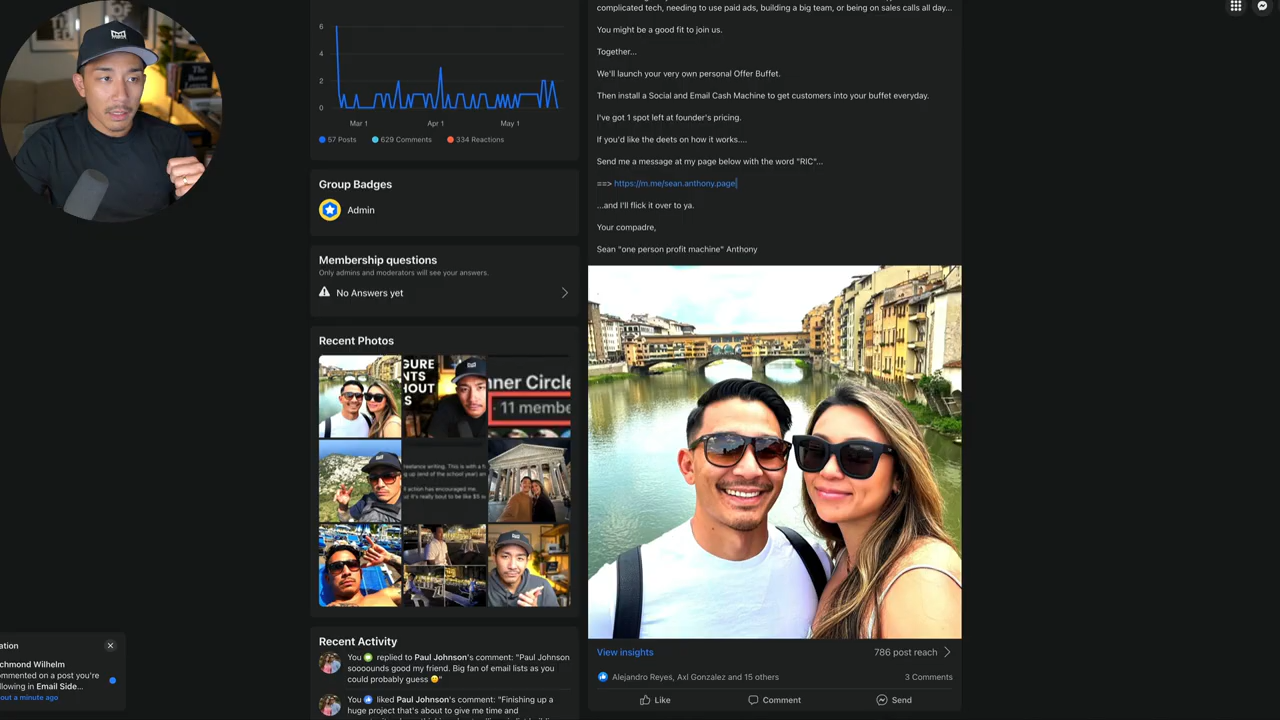 6
4
2
0
Mar 1
Apr 1
May 1
57 Posts
629 Comments
334 Reactions
Group Badges
Admin
Membership questions
Only admins and moderators will see your answers.
No Answers yet
Recent Photos
GURE
NTS
HOUT
S
nner Circle
· 11 membe
Recent Activity
You replied to Paul Johnson's comment: "Paul Johnson
soooounds good my friend. Big fan of email lists as you
could probably guess
You liked Paul Johnson's comment: "Finishing up a
huge project that's about to give me time and
complicated tech, needing to use paid ads, building a big team, or being on sales calls all day...
You might be a good fit to join us.
Together...
We'll launch your very own personal Offer Buffet.
Then install a Social and Email Cash Machine to get customers into your buffet everyday.
I've got 1 spot left at founder's pricing.
If you'd like the deets on how it works....
Send me a message at my page below with the word "RIC"...
==> https://m.me/sean.anthony.page
...and I'll flick it over to ya.
Your compadre,
Sean "one person profit machine" Anthony
View insights
786 post reach
Alejandro Reyes, Axl Gonzalez and 15 others
3 Comments
Like
Comment
Send
ation
chmond Wilhelm
ommented on a post you're
llowing in Email Side...
out a minute ago